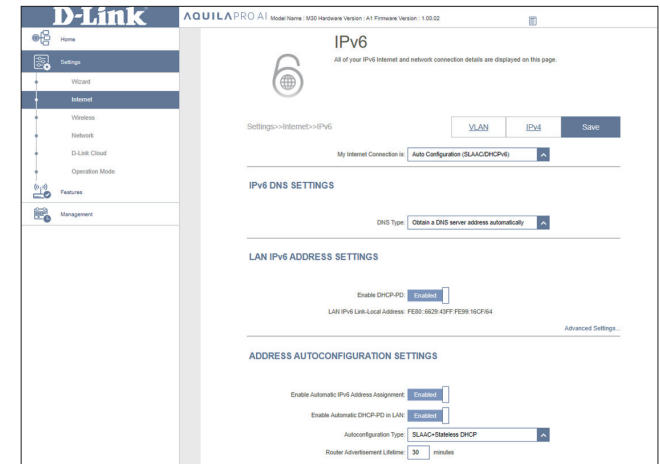 D-Link
AQUILA PRO AI Model Name : M30 Hardware Version : A1 Firmware Version : 1.00.02
Home
Settings
Wizard
Internet
Wireless
Network
D-Link Cloud
Operation Mode
Features
Management
IPv6
All of your IPv6 Internet and network connection details are displayed on this page.
Settings>>Internet>>IPv6
VLAN IPv4 Save
My Internet Connection is: Auto Configuration (SLAAC/DHCPv6)
IPv6 DNS SETTINGS
DNS Type: Obtain a DNS server address automatically
LAN IPv6 ADDRESS SETTINGS
Enable DHCP-PD: Enabled
LAN IPv6 Link-Local Address: FE80::6629:43FF:FE99:16CF/64
Advanced Settings...
ADDRESS AUTOCONFIGURATION SETTINGS
Enable Automatic IPv6 Address Assignment: Enabled
Enable Automatic DHCP-PD in LAN: Enabled
Autoconfiguration Type: SLAAC+Stateless DHCP
Router Advertisement Lifetime: 30 minutes